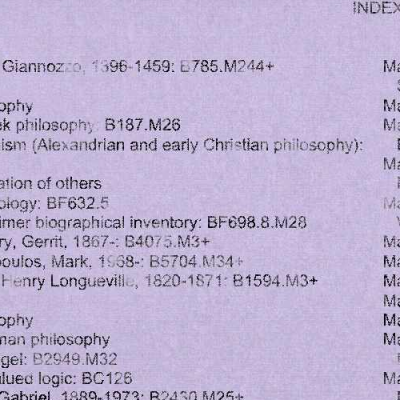 INDEX
Giannozzo, 1396-1459: B785.M244+
ophy
ek philosophy: B187.M26
ism (Alexandrian and early Christian philosophy):
ation of others
ology: BF632.5
imer biographical inventory: BF698.8.M28
ry, Gerrit, 1867-: B4075.M3+
oulos, Mark, 1968-: B5704.M34+
Henry Longueville, 1820-1871: B1594.M3+
ophy
man philosophy
gel: B2949.M32
alued logic: BC126
Gabriel, 1889-1973: B2430.M25+
Ma
Ma
Ma
Ma
Ma
Ma
Ma
Ma
Ma
Ma
Ma
Ma
Ma